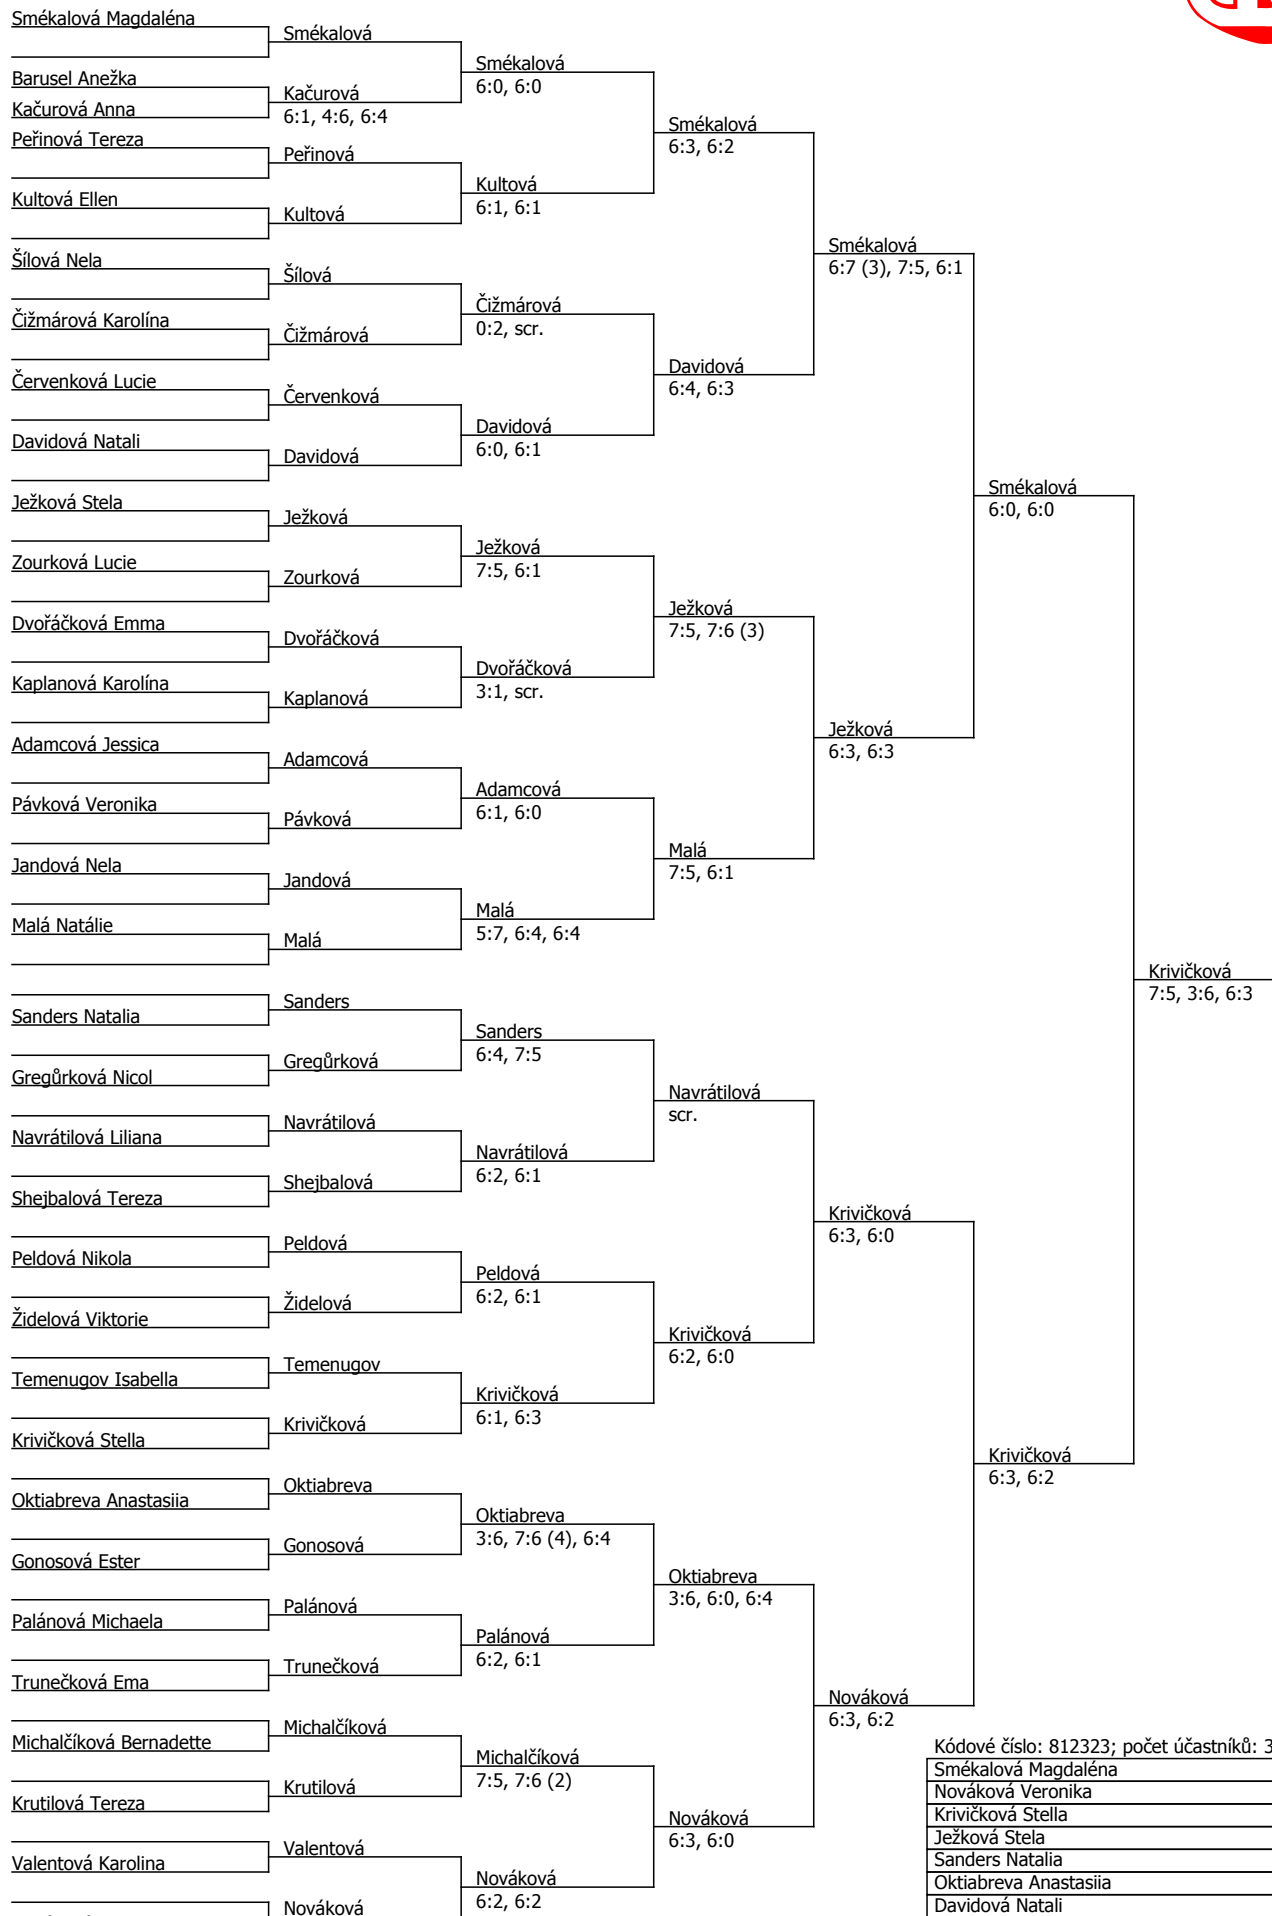 Smékalová Magdaléna
Barusel Anežka
Kačurová Anna
Peřinová Tereza
Kultová Ellen
Šílová Nela
Čižmárová Karolína
Červenková Lucie
Davidová Natali
Ježková Stela
Zourková Lucie
Dvořáčková Emma
Kaplanová Karolína
Adamcová Jessica
Pávková Veronika
Jandová Nela
Malá Natálie
Sanders Natalia
Gregůrková Nicol
Navrátilová Liliana
Shejbalová Tereza
Peldová Nikola
Židelová Viktorie
Temenugov Isabella
Krivičková Stella
Oktiabreva Anastasiia
Gonosová Ester
Palánová Michaela
Trunečková Ema
Michalčíková Bernadette
Krutilová Tereza
Valentová Karolina
Smékalová
Kačurová
6:1, 4:6, 6:4
Peřinová
Kultová
Šílová
Čižmárová
Červenková
Davidová
Ježková
Zourková
Dvořáčková
Kaplanová
Adamcová
Pávková
Jandová
Malá
Sanders
Gregůrková
Navrátilová
Shejbalová
Peldová
Židelová
Temenugov
Krivičková
Oktiabreva
Gonosová
Palánová
Trunečková
Michalčíková
Krutilová
Valentová
Nováková
Smékalová
6:0, 6:0
Kultová
6:1, 6:1
Čižmárová
0:2, scr.
Davidová
6:0, 6:1
Ježková
7:5, 6:1
Dvořáčková
3:1, scr.
Adamcová
6:1, 6:0
Malá
5:7, 6:4, 6:4
Sanders
6:4, 7:5
Navrátilová
6:2, 6:1
Peldová
6:2, 6:1
Krivičková
6:1, 6:3
Oktiabreva
3:6, 7:6 (4), 6:4
Palánová
6:2, 6:1
Michalčíková
7:5, 7:6 (2)
Nováková
6:2, 6:2
Smékalová
6:3, 6:2
Davidová
6:4, 6:3
Ježková
7:5, 7:6 (3)
Malá
7:5, 6:1
Navrátilová
scr.
Krivičková
6:2, 6:0
Oktiabreva
3:6, 6:0, 6:4
Nováková
6:3, 6:0
Smékalová
6:7 (3), 7:5, 6:1
Ježková
6:3, 6:3
Krivičková
6:3, 6:0
Nováková
6:3, 6:2
Smékalová
6:0, 6:0
Krivičková
6:3, 6:2
Krivičková
7:5, 3:6, 6:3
Kódové číslo: 812323; počet účastníků: 3
Smékalová Magdaléna
Nováková Veronika
Krivičková Stella
Ježková Stela
Sanders Natalia
Oktiabreva Anastasiia
Davidová Natali